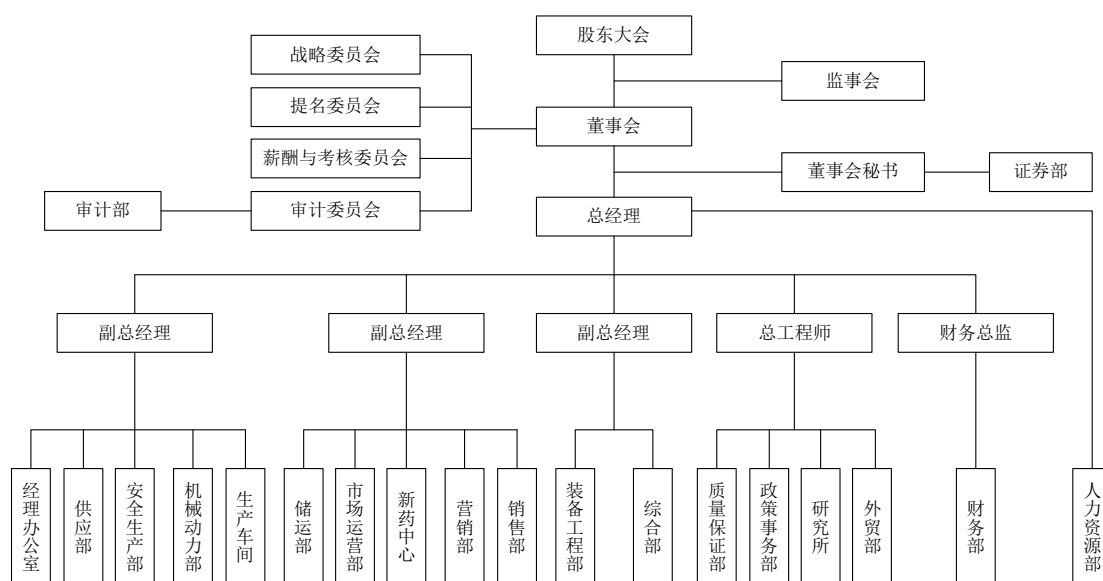 股东大会
战略委员会
监事会
提名委员会
董事会
薪酬与考核委员会
董事会秘书
证券部
审计部
审计委员会
总经理
副总经理
副总经理
副总经理
总工程师
财务总监
经理办公室
供应部
安全生产部
机械动力部
生产车间
储运部
市场运营部
新药中心
营销部
销售部
装备工程部
综合部
质量保证部
政策事务部
研究所
外贸部
财务部
人力资源部